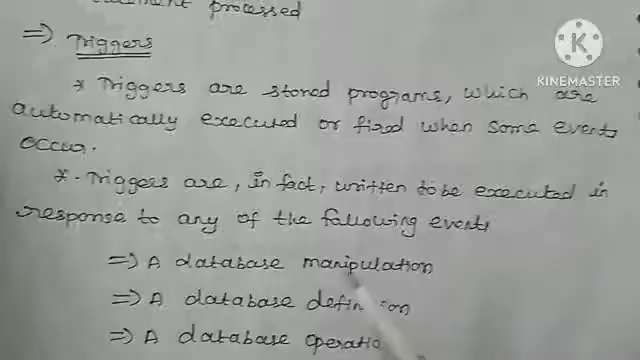 processed
=> Triggers
K
KINEMASTER
* Triggers are stored programs, which are
automatically executed or fired when some events
occur.
*. Triggers are, in fact, written to be executed in
response to any of the following events
=> A database manipulation
=> A database
=> A database operatio